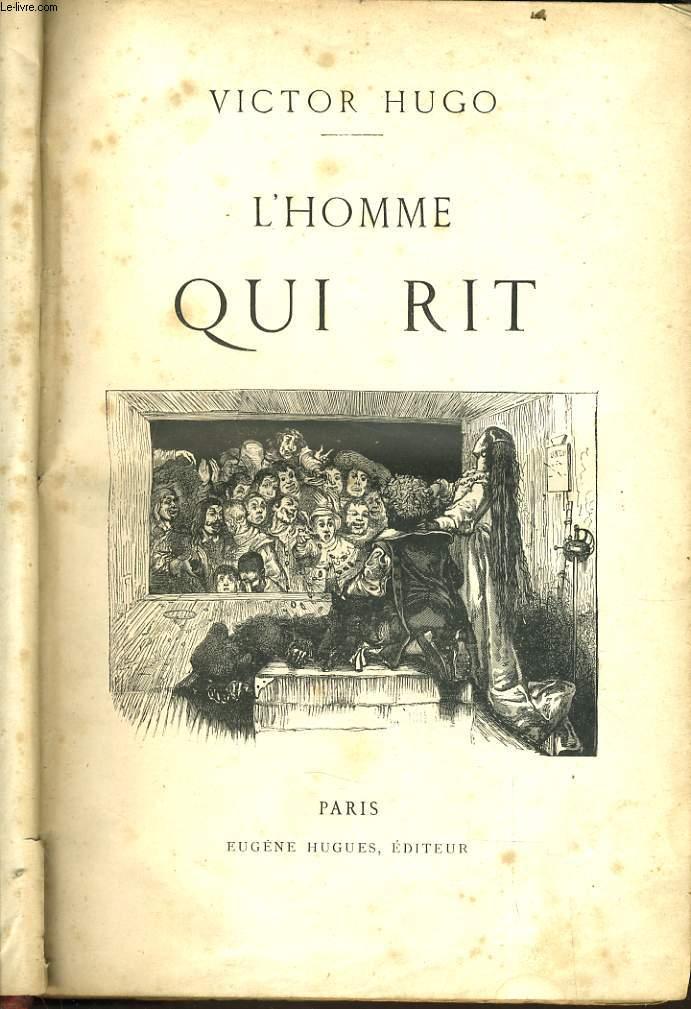 Le-livre.com
VICTOR HUGO
L'HOMME
QUI RIT
PARIS
EUGÈNE HUGUES, ÉDITEUR